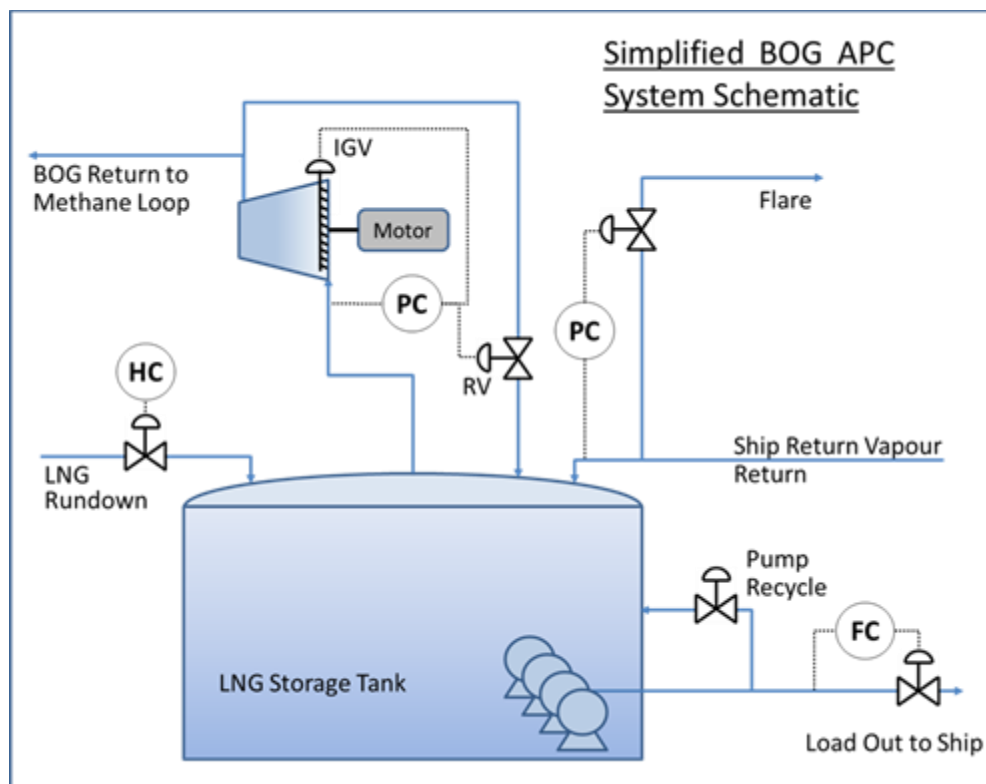 Simplified BOG APC
System Schematic
IGV
BOG Return to
Methane Loop
Motor
Flare
PC
PC
RV
HC
LNG
Rundown
Ship Return Vapour
Return
Pump
Recycle
FC
LNG Storage Tank
Load Out to Ship